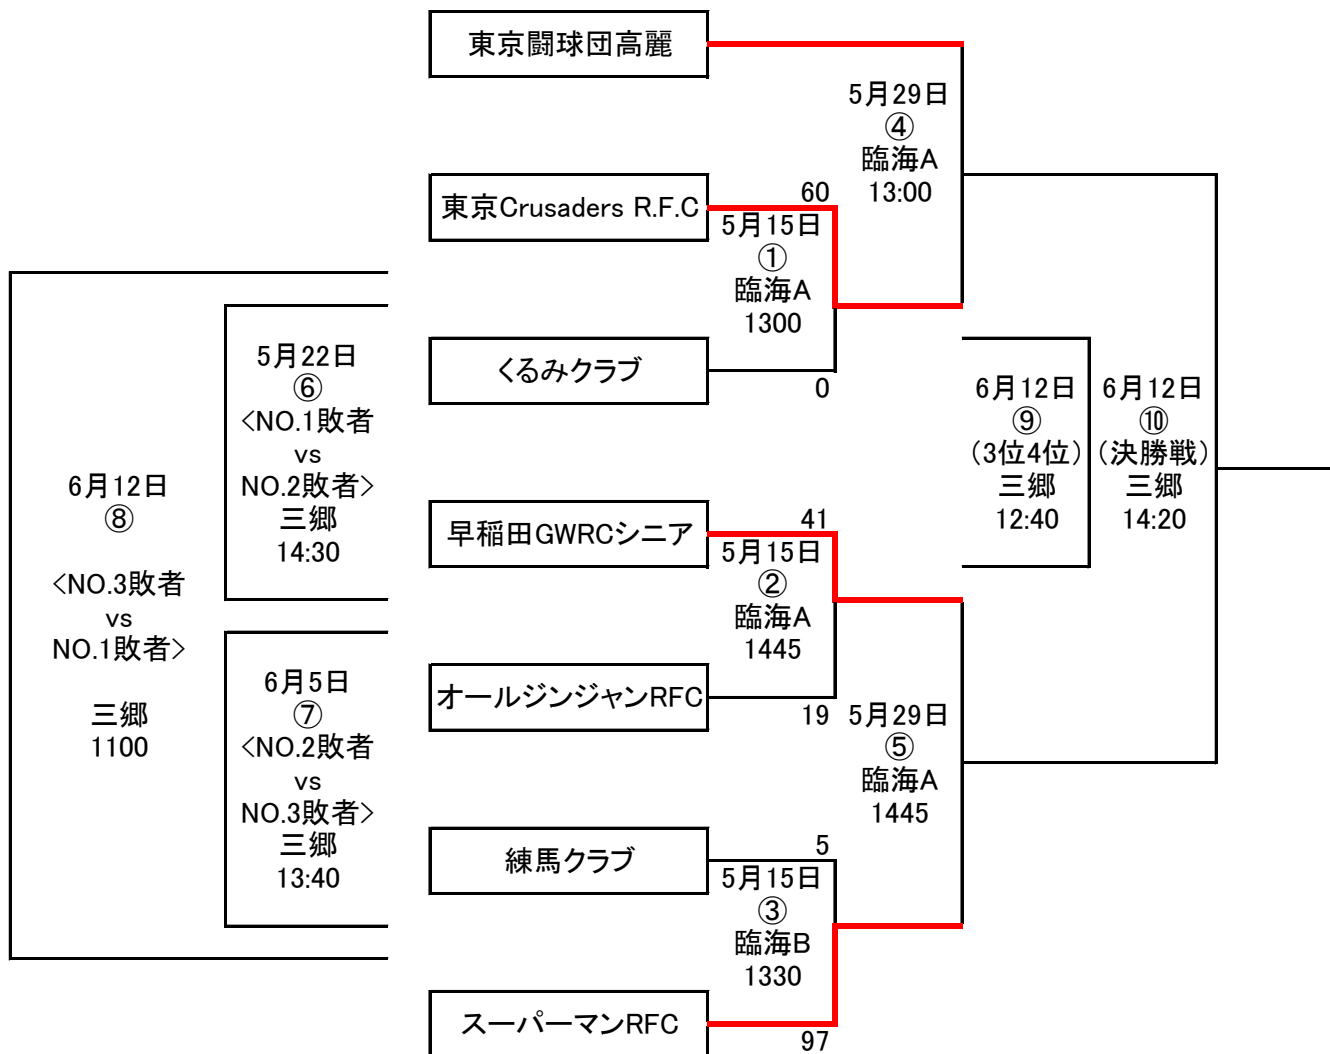 東京闘球団高麗
5月29日
④
臨海A
13:00
東京Crusaders R.F.C
60
5月15日
①
臨海A
1300
くるみクラブ
0
5月22日
⑥
<NO.1敗者
vs
NO.2敗者>
三郷
14:30
6月12日
⑧
<NO.3敗者
vs
NO.1敗者>
三郷
1100
6月5日
⑦
<NO.2敗者
vs
NO.3敗者>
三郷
13:40
早稲田GWRCシニア
41
5月15日
②
臨海A
1445
オールジンジャンRFC
19
6月12日
⑨
(3位4位)
三郷
12:40
6月12日
⑩
(決勝戦)
三郷
14:20
5月29日
⑤
臨海A
1445
練馬クラブ
5
5月15日
③
臨海B
1330
スーパーマンRFC
97